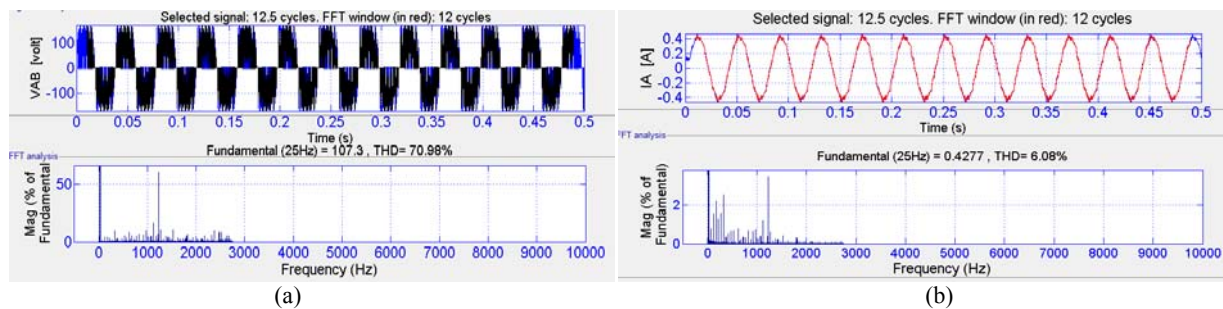 Selected signal: 12.5 cycles. FFT window (in red): 12 cycles
VAB [volt]
100
0
-100
0 0.05 0.1 0.15 0.2 0.25 0.3 0.35 0.4 0.45 0.5
Time (s)
FFT analysis
Fundamental (25Hz) = 107.3 , THD= 70.98%
Mag (% of Fundamental
50
0
0 1000 2000 3000 4000 5000 6000 7000 8000 9000 10000
Frequency (Hz)
(a)
Selected signal: 12.5 cycles. FFT window (in red): 12 cycles
IA [A]
0.4
0.2
0
-0.2
-0.4
0 0.05 0.1 0.15 0.2 0.25 0.3 0.35 0.4 0.45 0.5
Time (s)
FFT analysis
Fundamental (25Hz) = 0.4277 , THD= 6.08%
Mag (% of Fundamental
2
0
0 1000 2000 3000 4000 5000 6000 7000 8000 9000 10000
Frequency (Hz)
(b)